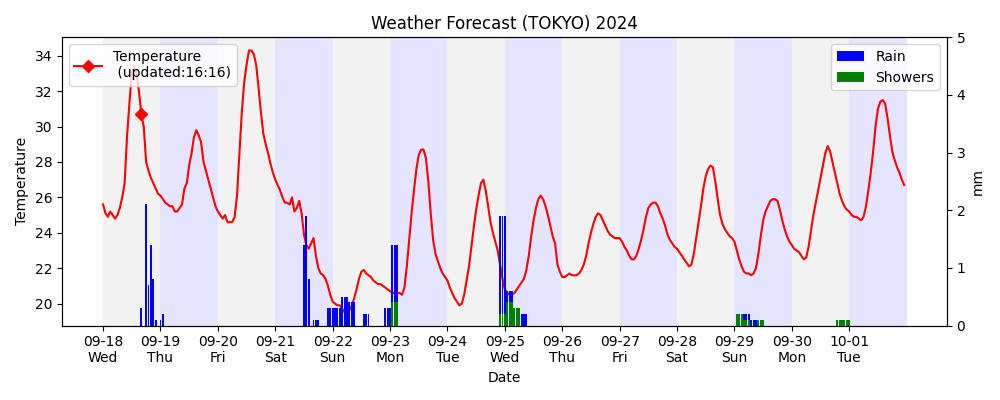 Weather Forecast (TOKYO) 2024
Temperature
(updated:16:16)
Rain
Showers
Temperature
34
32
30
28
26
24
22
20
5
4
3
2
1
0
mm
09-18 09-19 09-20 09-21 09-22 09-23 09-24 09-25 09-26 09-27 09-28 09-29 09-30 10-01
Wed Thu Fri Sat Sun Mon Tue Wed Thu Fri Sat Sun Mon Tue
Date